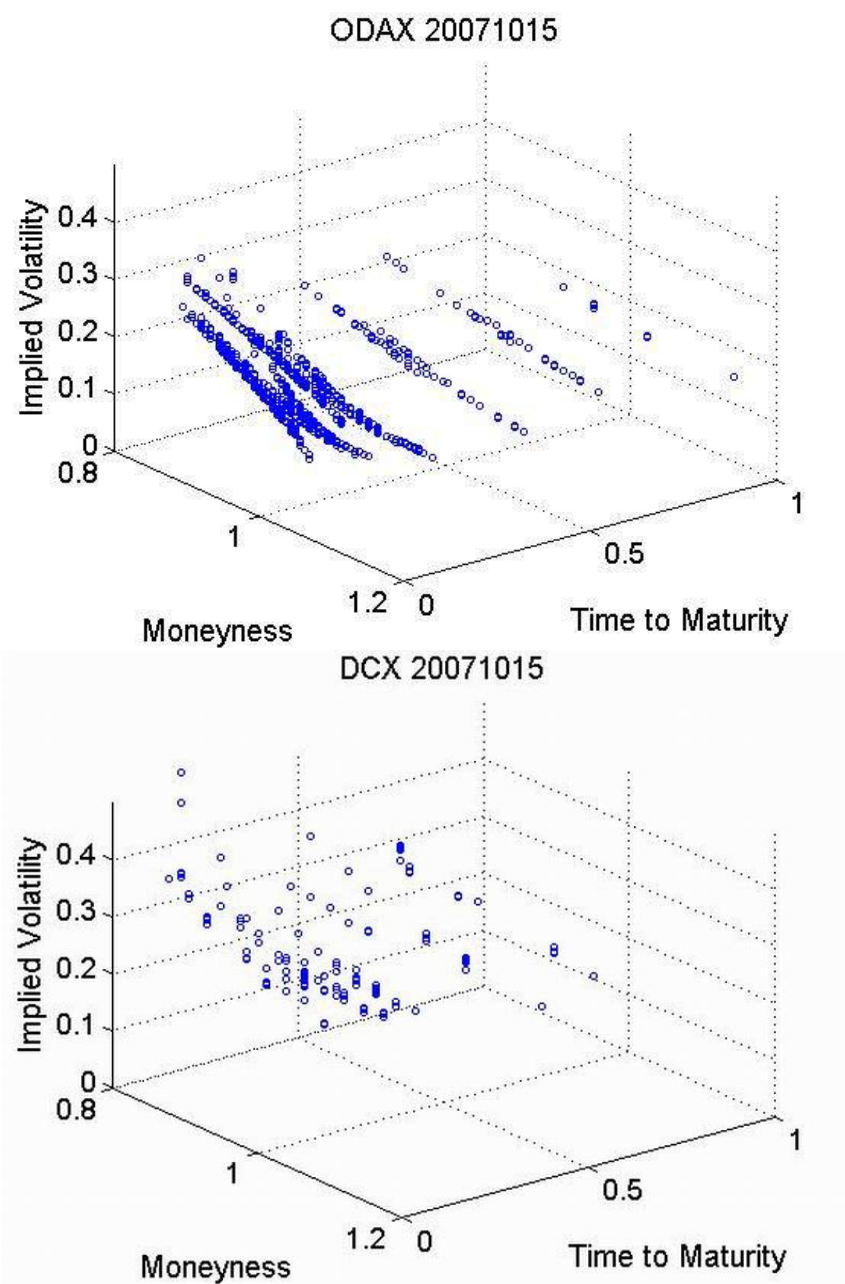 ODAX 20071015
Implied Volatility
0.4
0.3
0.2
0.1
0
0.8
1
1.2
0
0.5
1
Moneyness
Time to Maturity
DCX 20071015
Implied Volatility
0.4
0.3
0.2
0.1
0
0.8
1
1.2
0
0.5
1
Moneyness
Time to Maturity